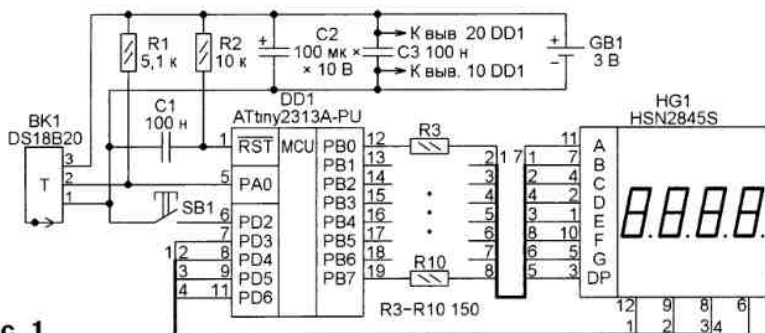 R1
5,1 к
R2
10 к
+
C2
100 мк ×
× 10 В
C3 100 н
К выв. 20 DD1
К выв. 10 DD1
+
−
GB1
3 В
BK1
DS18B20
T
3
2
1
C1
100 н
SB1
DD1
ATtiny2313A-PU
MCU
1 RST
5 PA0
6 PD2
7 PD3
8 PD4
9 PD5
11 PD6
PB0 12
PB1 13
PB2 14
PB3 15
PB4 16
PB5 17
PB6 18
PB7 19
R3
R10
R3−R10 150
1
2
3
4
1
2
3
4
5
6
7
8
7
1
2
4
3
8
6
5
HG1
HSN2845S
11 A
7 B
4 C
2 D
1 E
10 F
5 G
3 DP
8.8.8.8.
12 9 8 6
1 2 3 4
с. 1